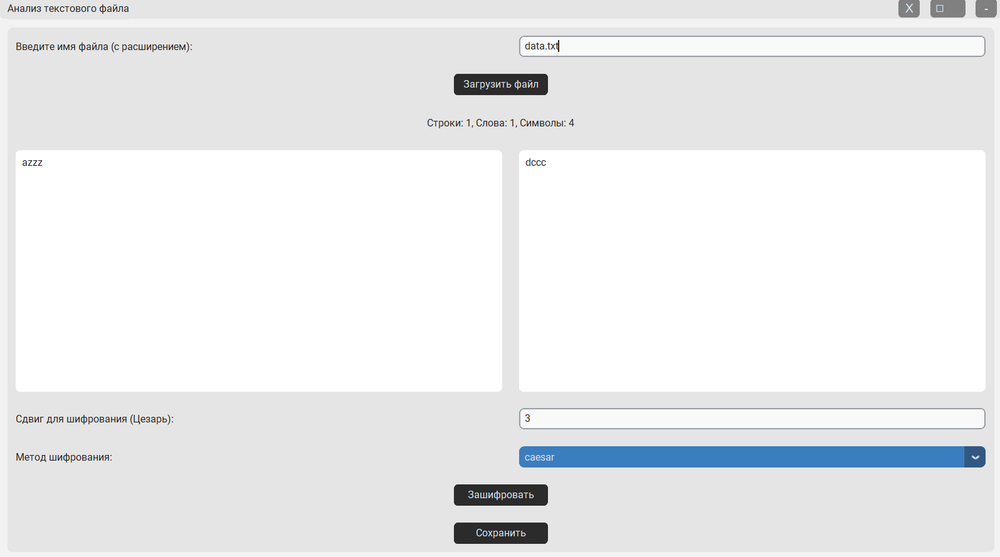 Анализ текстового файла
X □ -
Введите имя файла (с расширением):
data.txt
Загрузить файл
Строки: 1, Слова: 1, Символы: 4
azzz
dccc
Сдвиг для шифрования (Цезарь):
3
Метод шифрования:
caesar
Зашифровать
Сохранить